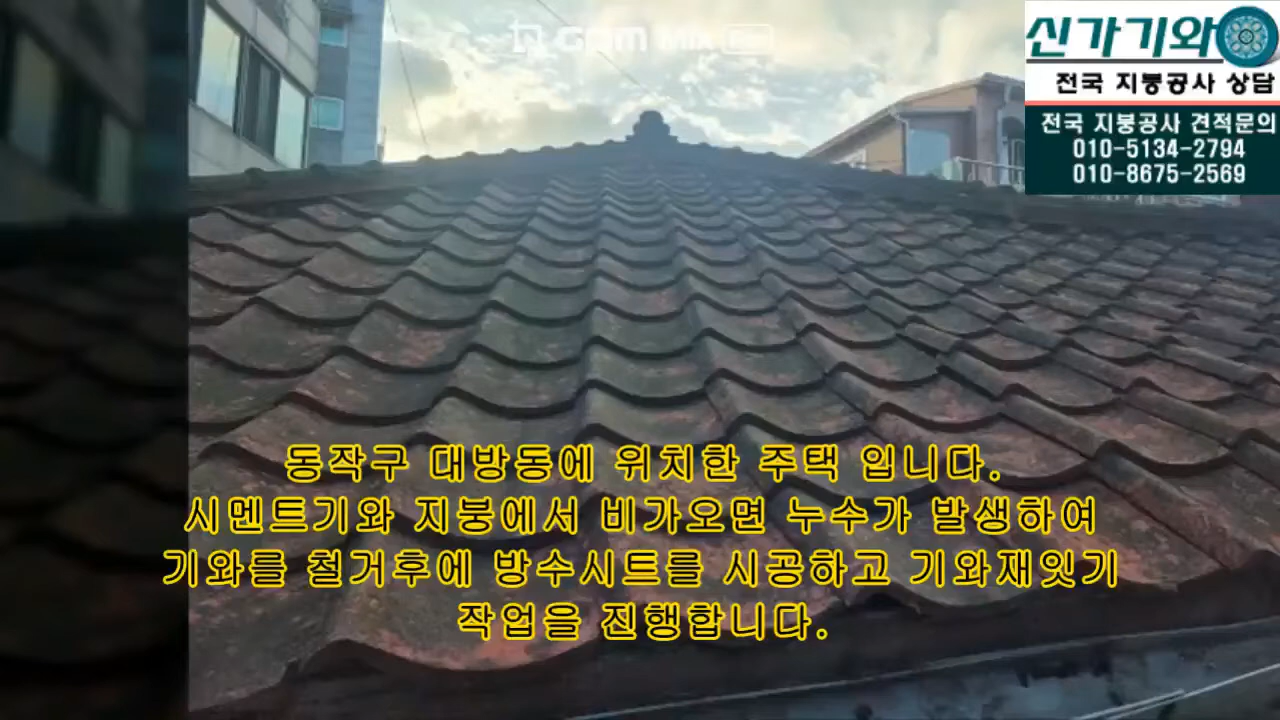 신가기와
전국 지붕공사 상담
전국 지붕공사 견적문의
010-5134-2794
010-8675-2569
동작구 대방동에 위치한 주택 입니다.
시멘트기와 지붕에서 비가오면 누수가 발생하여
기와를 철거후에 방수시트를 시공하고 기와재잇기
작업을 진행합니다.